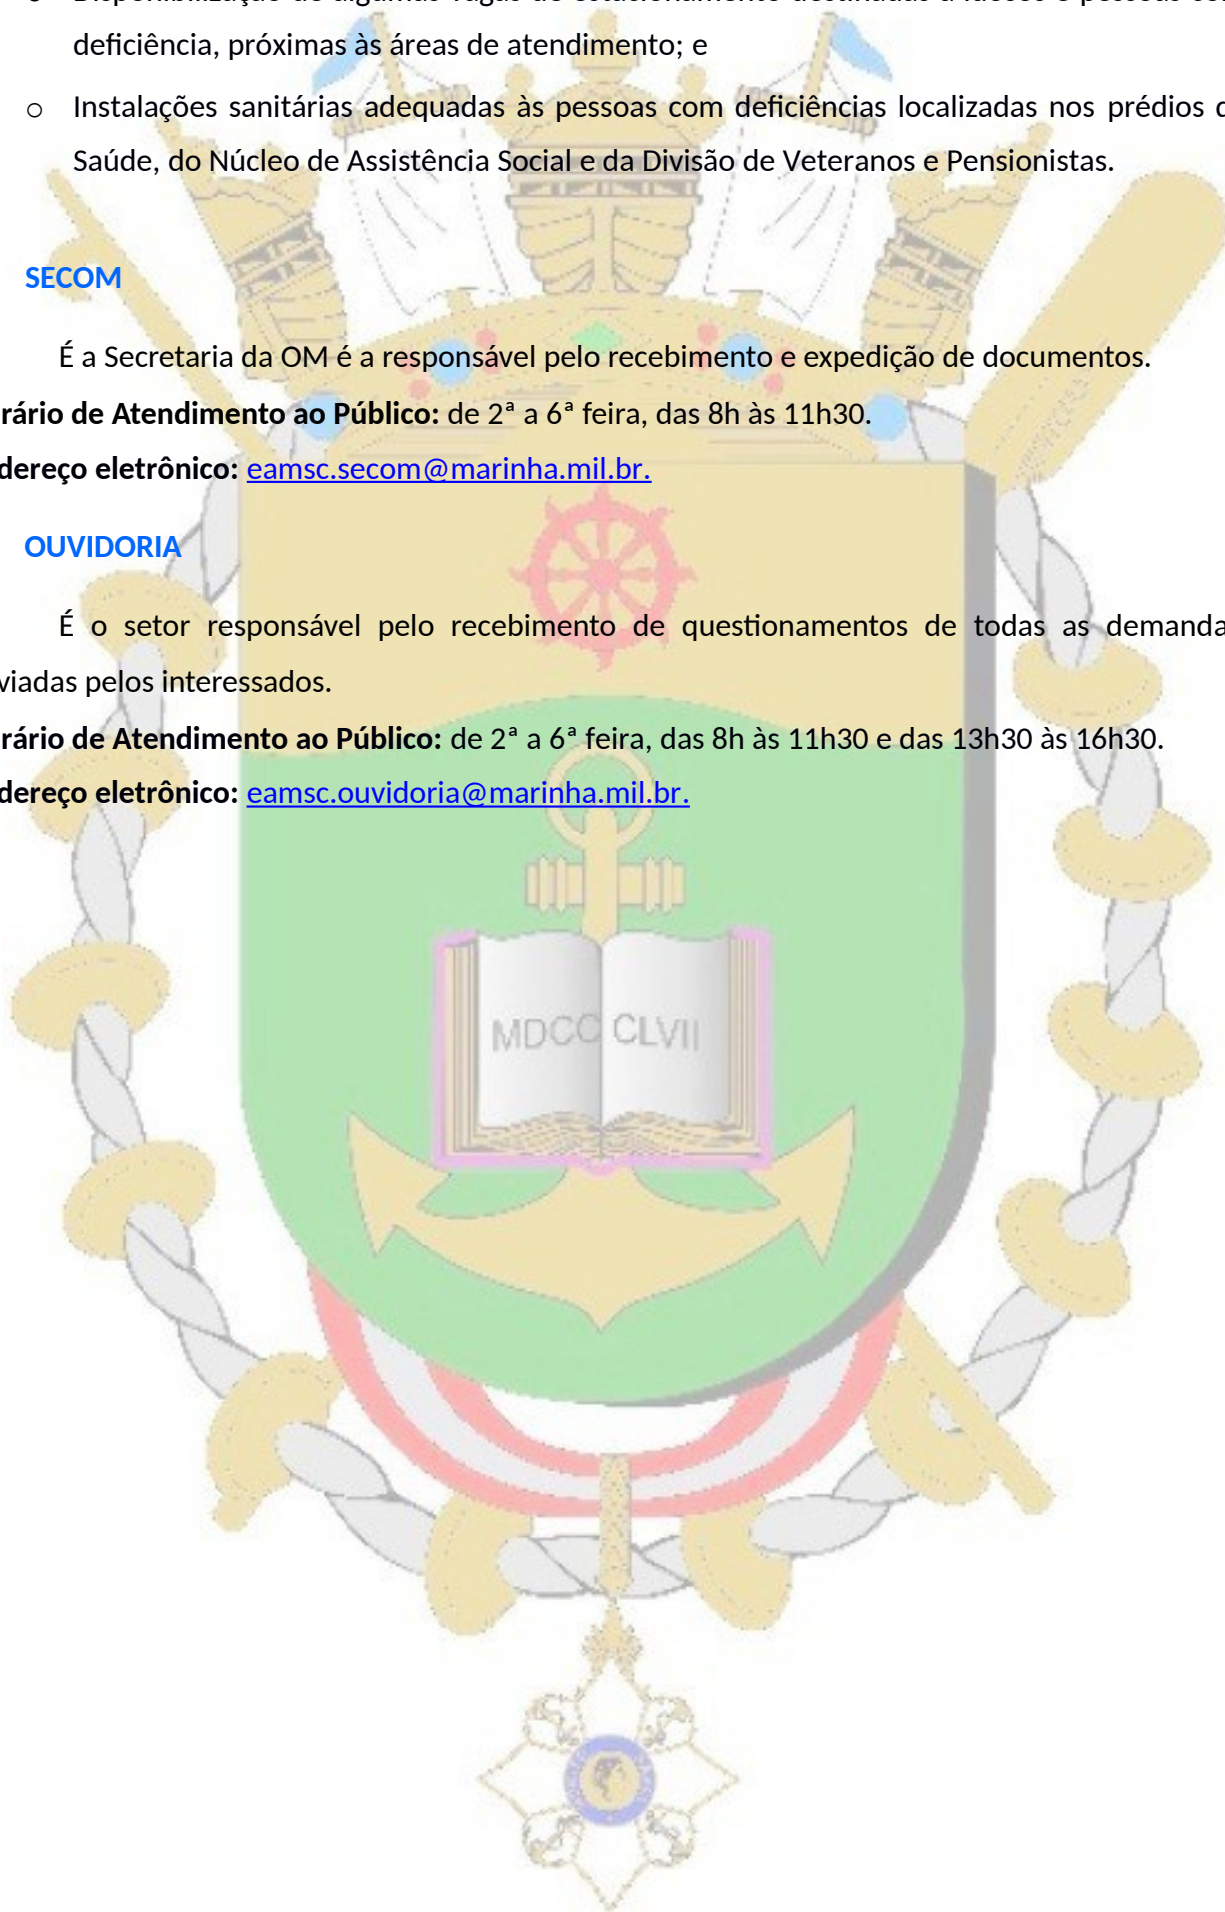 deficiência, próximas às áreas de atendimento; e
o Instalações sanitárias adequadas às pessoas com deficiências localizadas nos prédios
Saúde, do Núcleo de Assistência Social e da Divisão de Veteranos e Pensionistas.
SECOM
É a Secretaria da OM é a responsável pelo recebimento e expedição de documentos.
rário de Atendimento ao Público: de 2ª a 6ª feira, das 8h às 11h30.
dereço eletrônico: eamsc.secom@marinha.mil.br.
OUVIDORIA
É o setor responsável pelo recebimento de questionamentos de todas as demanda
viadas pelos interessados.
rário de Atendimento ao Público: de 2ª a 6ª feira, das 8h às 11h30 e das 13h30 às 16h30.
dereço eletrônico: eamsc.ouvidoria@marinha.mil.br.
MDCC CLVII